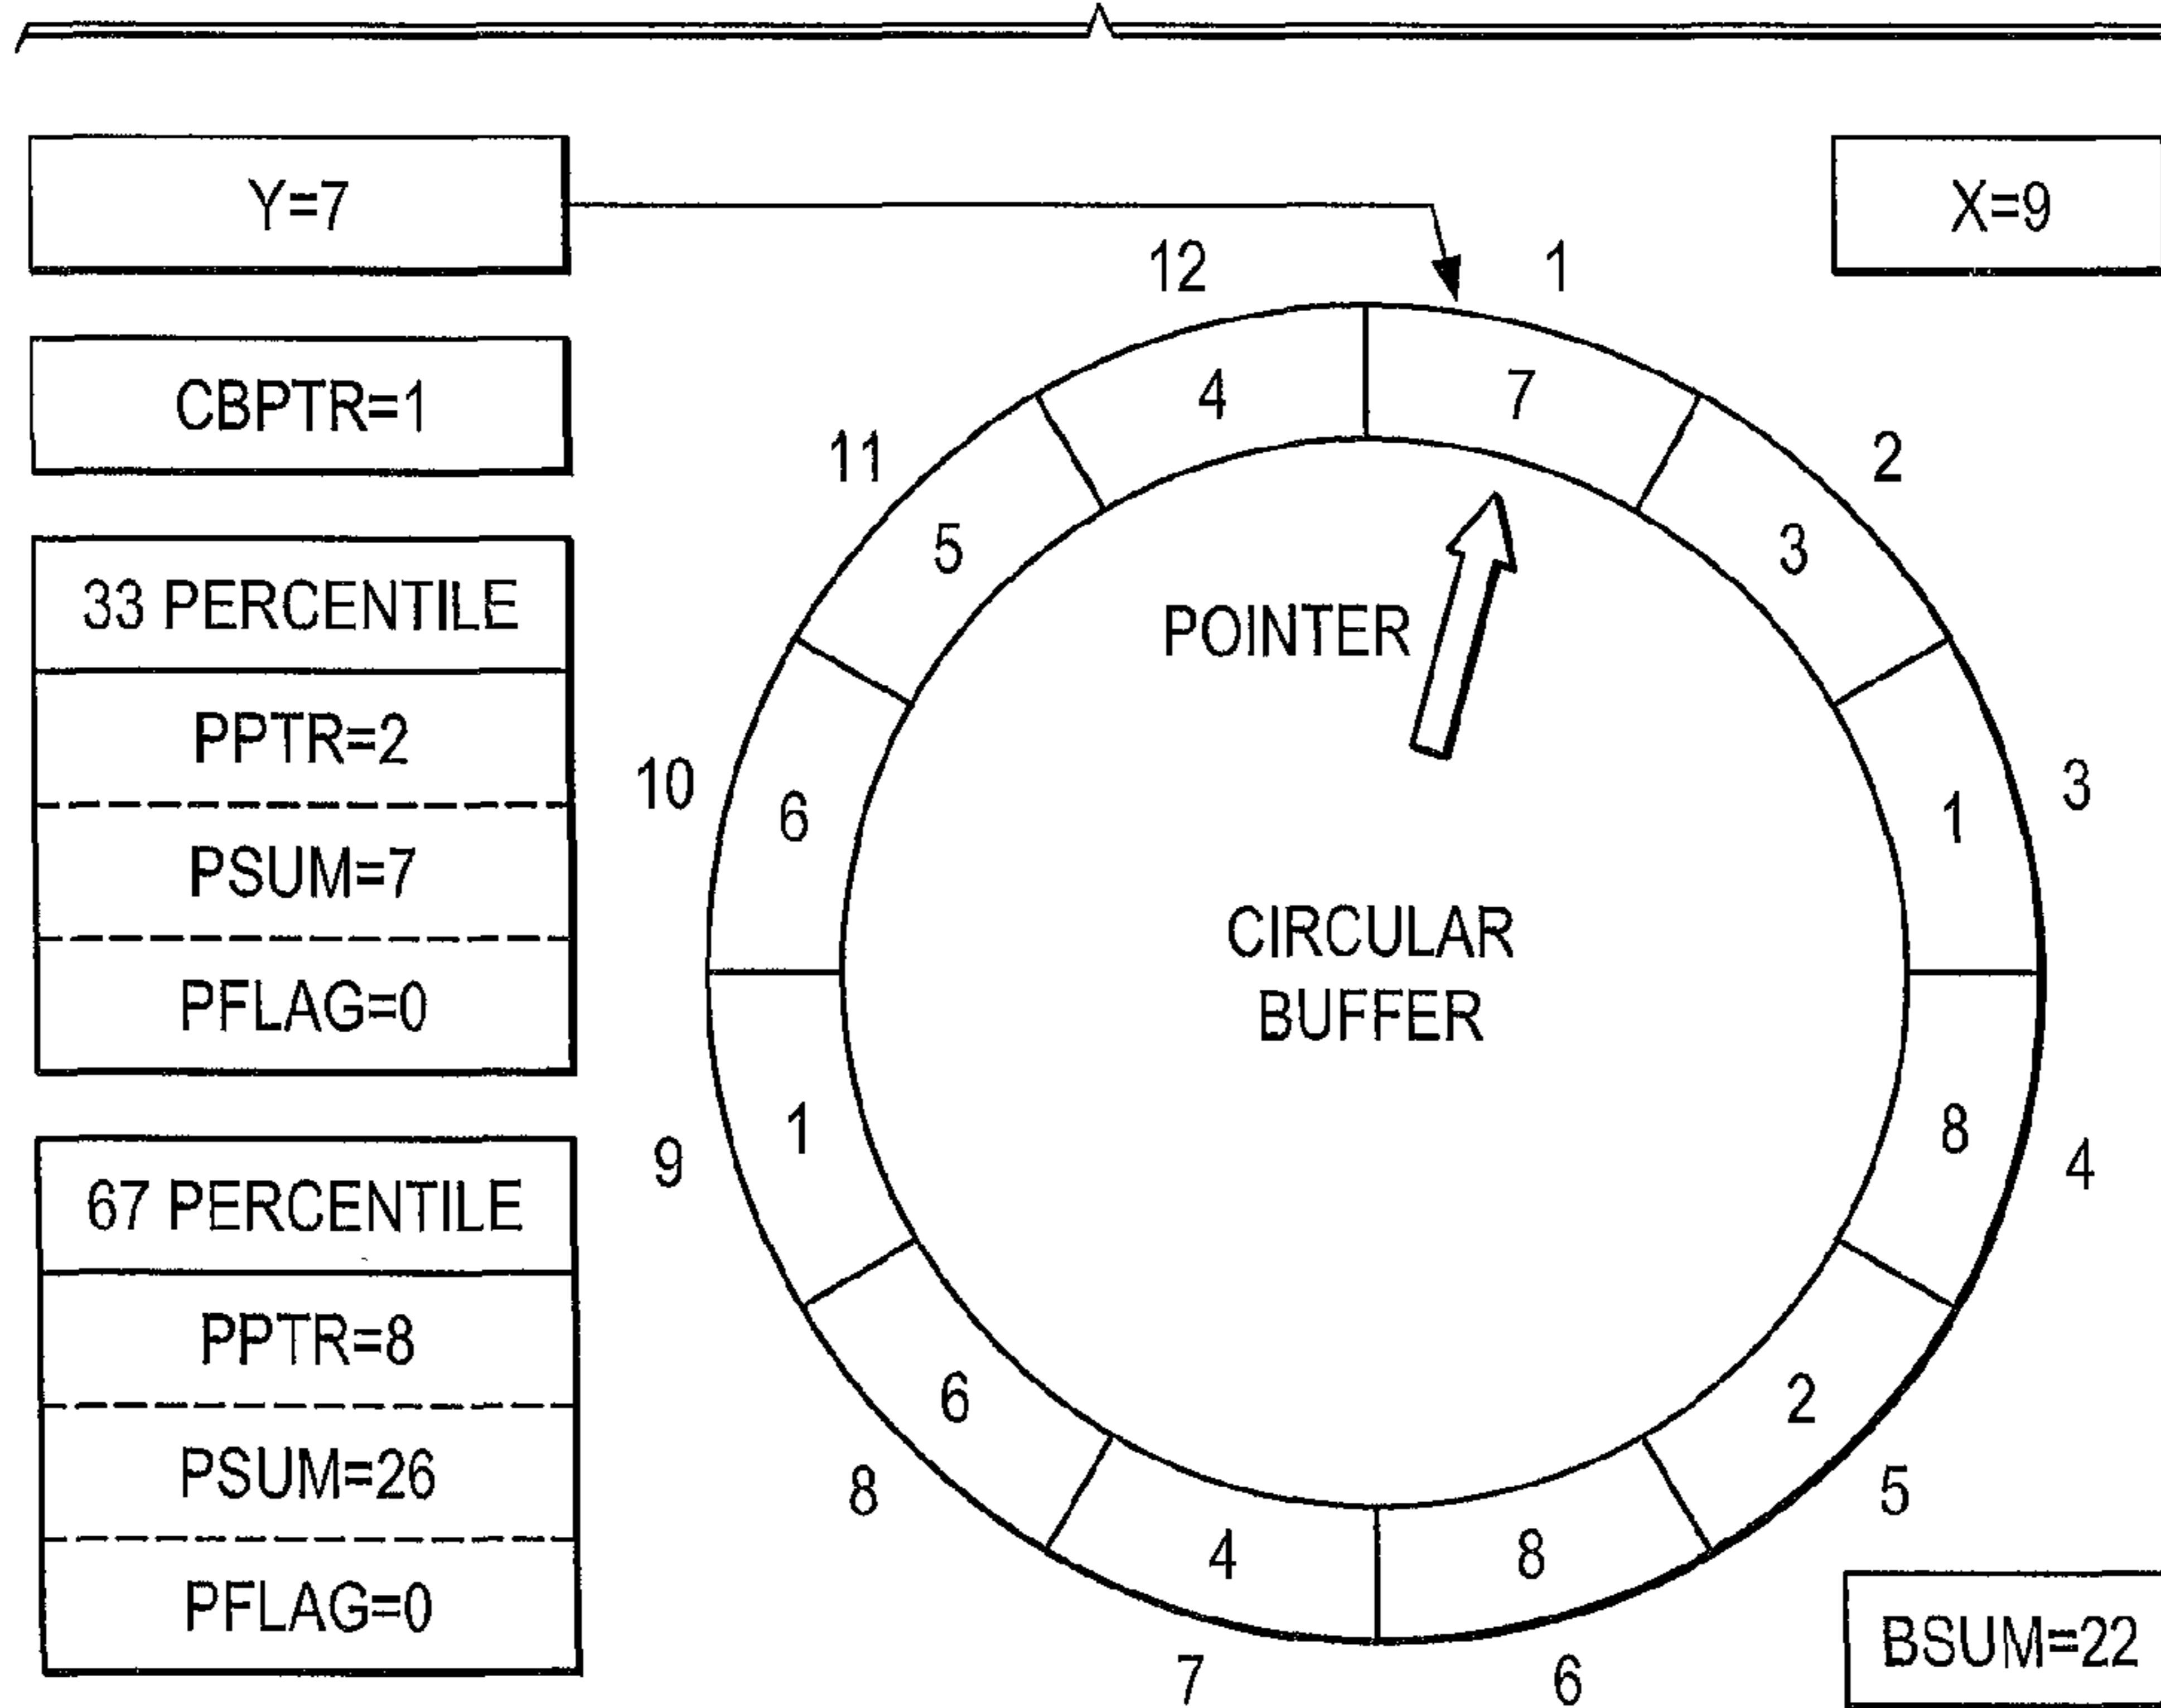 Y=7
X=9
CBPTR=1
33 PERCENTILE
PPTR=2
PSUM=7
PFLAG=0
67 PERCENTILE
PPTR=8
PSUM=26
PFLAG=0
12
1
11
2
10
3
9
4
8
5
7
6
4
7
5
3
6
1
1
8
6
2
4
8
POINTER
CIRCULAR
BUFFER
BSUM=22